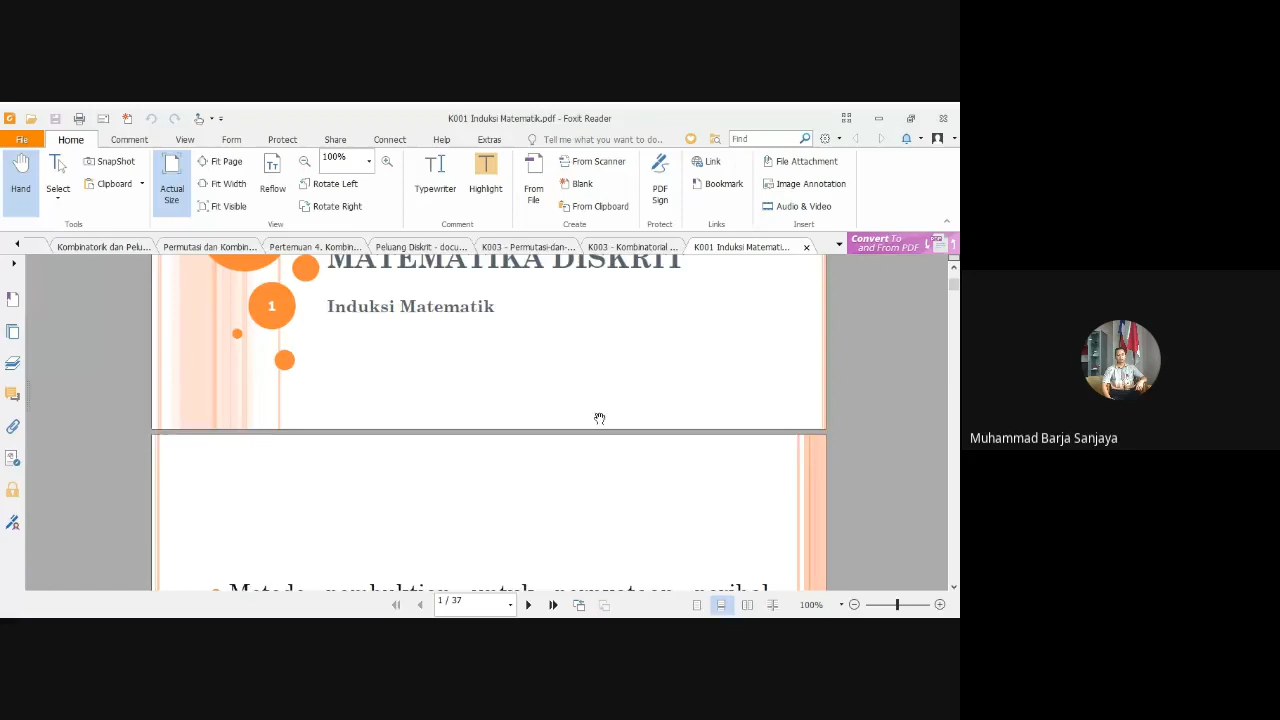 K001 Induksi Matematik.pdf - Foxit Reader
File Home Comment View Form Protect Share Connect Help Extras Tell me what you want to do.. Find
Hand
Select
SnapShot
Clipboard
Tools
Actual Size
Fit Page
Fit Width
Fit Visible
Reflow
100%
Rotate Left
Rotate Right
View
Typewriter
Highlight
Comment
From File
From Scanner
Blank
From Clipboard
Create
PDF Sign
Protect
Link
Bookmark
Links
File Attachment
Image Annotation
Audio & Video
Insert
Kombinatorik dan Pelu... Permutasi dan Kombin... Pertemuan 4. Kombin... Peluang Diskrit - docu... K003 - Permutasi-dan-... K003 - Kombinatorial ... K001 Induksi Matemati...
Convert To
and From PDF
MATEMATIKA DISKRIT
1
Induksi Matematik
Metode pembuktian untuk pernyataan perihal
1 / 37
100%
Muhammad Barja Sanjaya